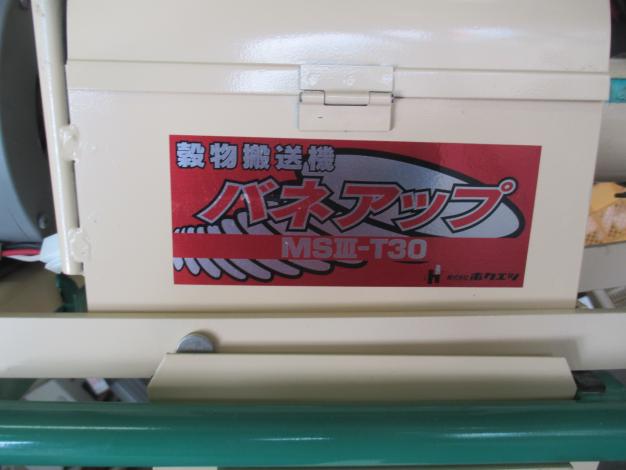 穀物搬送機
バネアップ
MSⅢ-T30
株式会社 ホクエツ